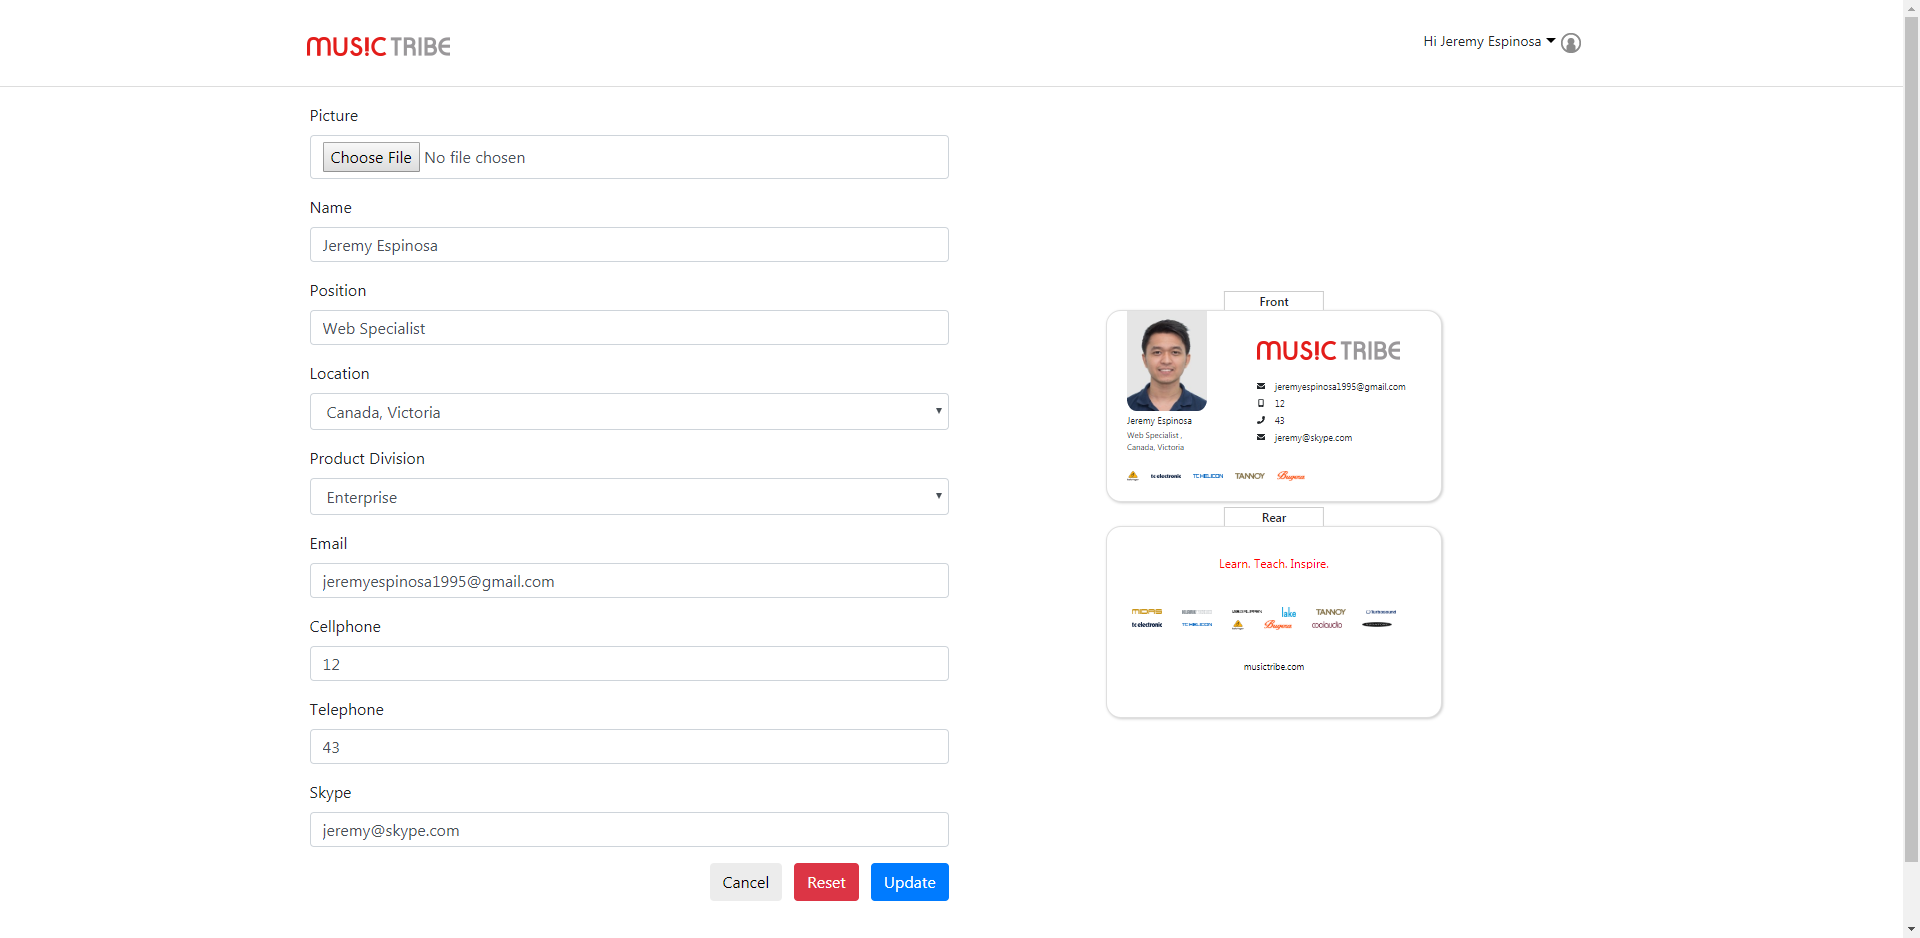 MUSIC TRIBE
Hi Jeremy Espinosa
Picture
Choose File No file chosen
Name
Jeremy Espinosa
Position
Web Specialist
Location
Canada, Victoria
Product Division
Enterprise
Email
jeremyespinosa1995@gmail.com
Cellphone
12
Telephone
43
Skype
jeremy@skype.com
Cancel Reset Update
Front
MUSIC TRIBE
jeremyespinosa1995@gmail.com
12
43
jeremy@skype.com
Jeremy Espinosa
Web Specialist ,
Canada, Victoria
tc electronic TC HELICON TANNOY Bugera
Rear
Learn. Teach. Inspire.
MIDAS lake TANNOY Turbosound
tc electronic TC HELICON Bugera coolaudio
musictribe.com